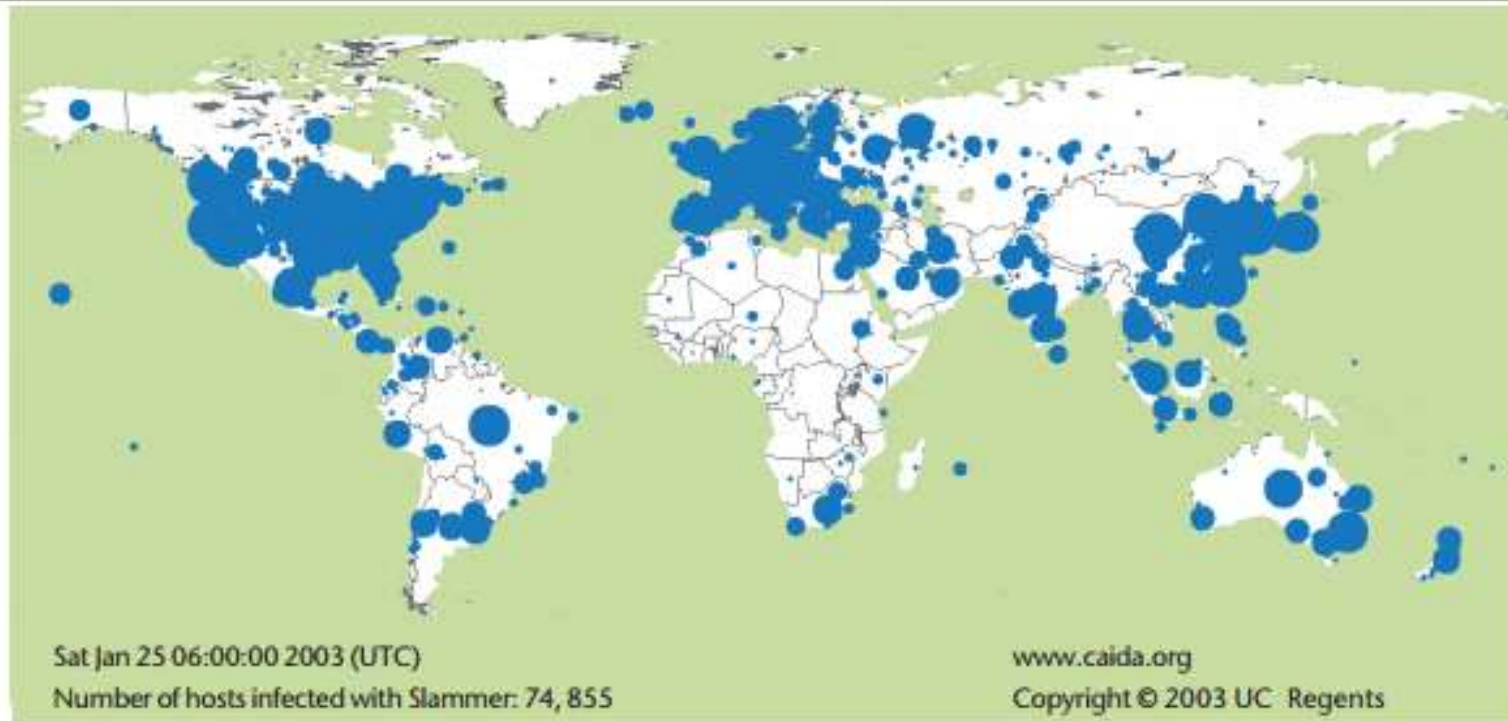 Sat Jan 25 06:00:00 2003 (UTC)
Number of hosts infected with Slammer: 74, 855
www.caida.org
Copyright © 2003 UC Regents